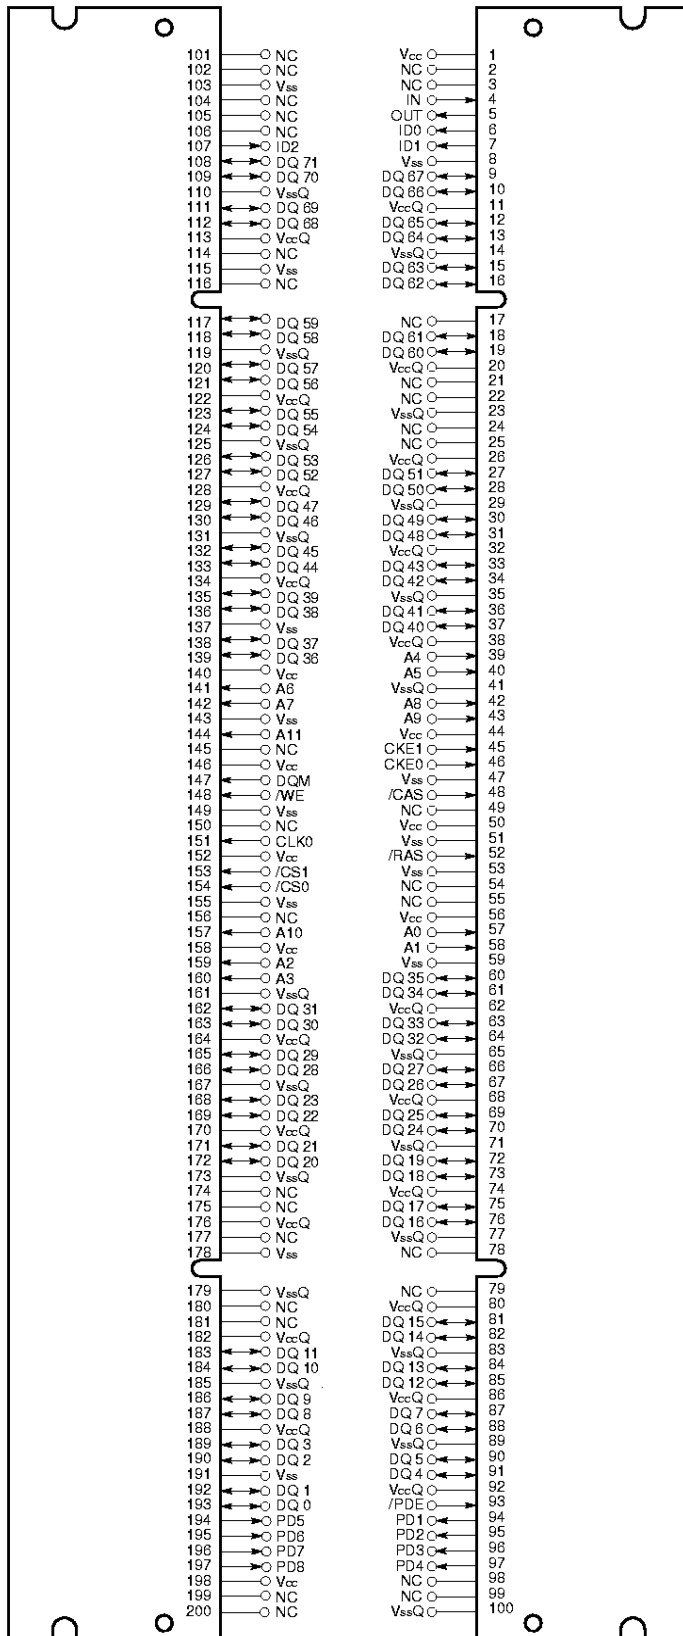 101 NC
102 NC
103 Vss
104 NC
105 NC
106 NC
107 ID2
108 DQ 71
109 DQ 70
110 VssQ
111 DQ 69
112 DQ 68
113 VccQ
114 NC
115 Vss
116 NC
117 DQ 59
118 DQ 58
119 VssQ
120 DQ 57
121 DQ 56
122 VccQ
123 DQ 55
124 DQ 54
125 VssQ
126 DQ 53
127 DQ 52
128 VccQ
129 DQ 47
130 DQ 46
131 VssQ
132 DQ 45
133 DQ 44
134 VccQ
135 DQ 39
136 DQ 38
137 Vss
138 DQ 37
139 DQ 36
140 Vcc
141 A6
142 A7
143 Vss
144 A11
145 NC
146 Vcc
147 DQM
148 /WE
149 Vss
150 NC
151 CLK0
152 Vcc
153 /CS1
154 /CS0
155 Vss
156 NC
157 A10
158 Vcc
159 A2
160 A3
161 VssQ
162 DQ 31
163 DQ 30
164 VccQ
165 DQ 29
166 DQ 28
167 VssQ
168 DQ 23
169 DQ 22
170 VccQ
171 DQ 21
172 DQ 20
173 VssQ
174 NC
175 NC
176 VccQ
177 NC
178 Vss
179 VssQ
180 NC
181 NC
182 VccQ
183 DQ 11
184 DQ 10
185 VssQ
186 DQ 9
187 DQ 8
188 VccQ
189 DQ 3
190 DQ 2
191 Vss
192 DQ 1
193 DQ 0
194 PD5
195 PD6
196 PD7
197 PD8
198 Vcc
199 NC
200 NC
Vcc 1
NC 2
NC 3
IN 4
OUT 5
ID0 6
ID1 7
Vss 8
DQ 67 9
DQ 66 10
VccQ 11
DQ 65 12
DQ 64 13
VssQ 14
DQ 63 15
DQ 62 16
NC 17
DQ 61 18
DQ 60 19
VccQ 20
NC 21
NC 22
VssQ 23
NC 24
NC 25
VccQ 26
DQ 51 27
DQ 50 28
VssQ 29
DQ 49 30
DQ 48 31
VccQ 32
DQ 43 33
DQ 42 34
VssQ 35
DQ 41 36
DQ 40 37
VccQ 38
A4 39
A5 40
VssQ 41
A8 42
A9 43
Vcc 44
CKE1 45
CKE0 46
Vss 47
/CAS 48
NC 49
Vcc 50
Vss 51
/RAS 52
Vss 53
NC 54
NC 55
Vcc 56
A0 57
A1 58
Vss 59
DQ 35 60
DQ 34 61
VccQ 62
DQ 33 63
DQ 32 64
VssQ 65
DQ 27 66
DQ 26 67
VccQ 68
DQ 25 69
DQ 24 70
VssQ 71
DQ 19 72
DQ 18 73
VccQ 74
DQ 17 75
DQ 16 76
VssQ 77
NC 78
NC 79
VccQ 80
DQ 15 81
DQ 14 82
VssQ 83
DQ 13 84
DQ 12 85
VccQ 86
DQ 7 87
DQ 6 88
VssQ 89
DQ 5 90
DQ 4 91
VccQ 92
/PDE 93
PD1 94
PD2 95
PD3 96
PD4 97
NC 98
NC 99
VssQ 100